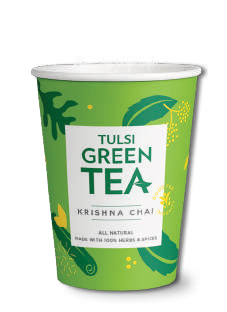 TULSI
GREEN
TEA
KRISHNA CHAI
ALL NATURAL
MADE WITH 100% HERBS & SPICES